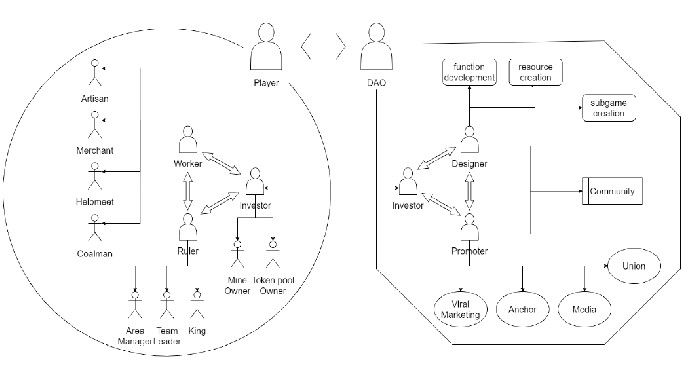 Player
DAO
Artisan
Merchant
Helpmeet
Coalman
Worker
Investor
Ruler
Mine
Owner
token pool
Owner
Area
Manager
Team
Leader
King
function
development
resource
creation
subgame
creation
Designer
Investor
Community
Promoter
Union
Viral
Marketing
Anchor
Media